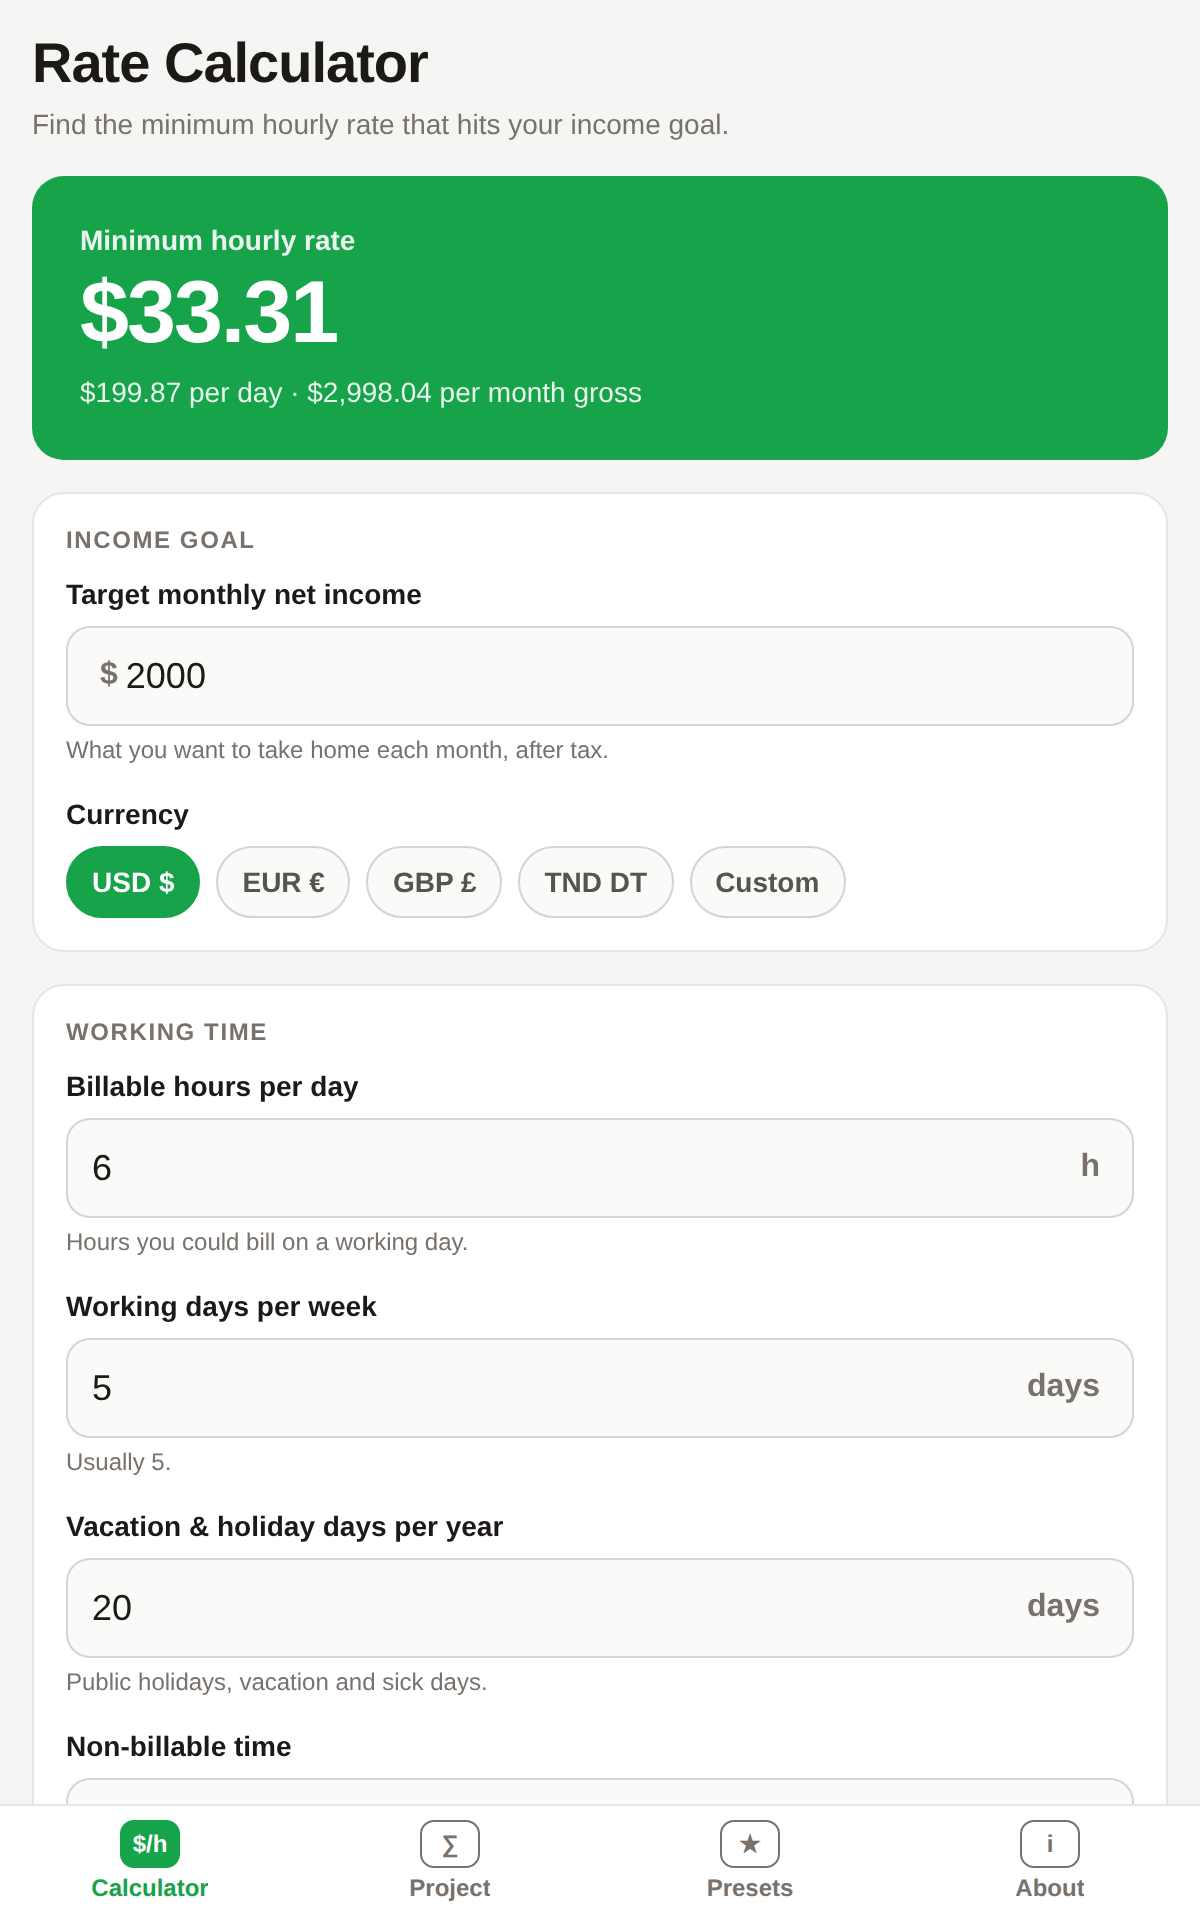 Rate Calculator
Find the minimum hourly rate that hits your income goal.
Minimum hourly rate
$33.31
$199.87 per day · $2,998.04 per month gross
INCOME GOAL
Target monthly net income
$ 2000
What you want to take home each month, after tax.
Currency
USD $ EUR € GBP £ TND DT Custom
WORKING TIME
Billable hours per day
6 h
Hours you could bill on a working day.
Working days per week
5 days
Usually 5.
Vacation & holiday days per year
20 days
Public holidays, vacation and sick days.
Non-billable time
$/h ∑ ★ i
Calculator Project Presets About